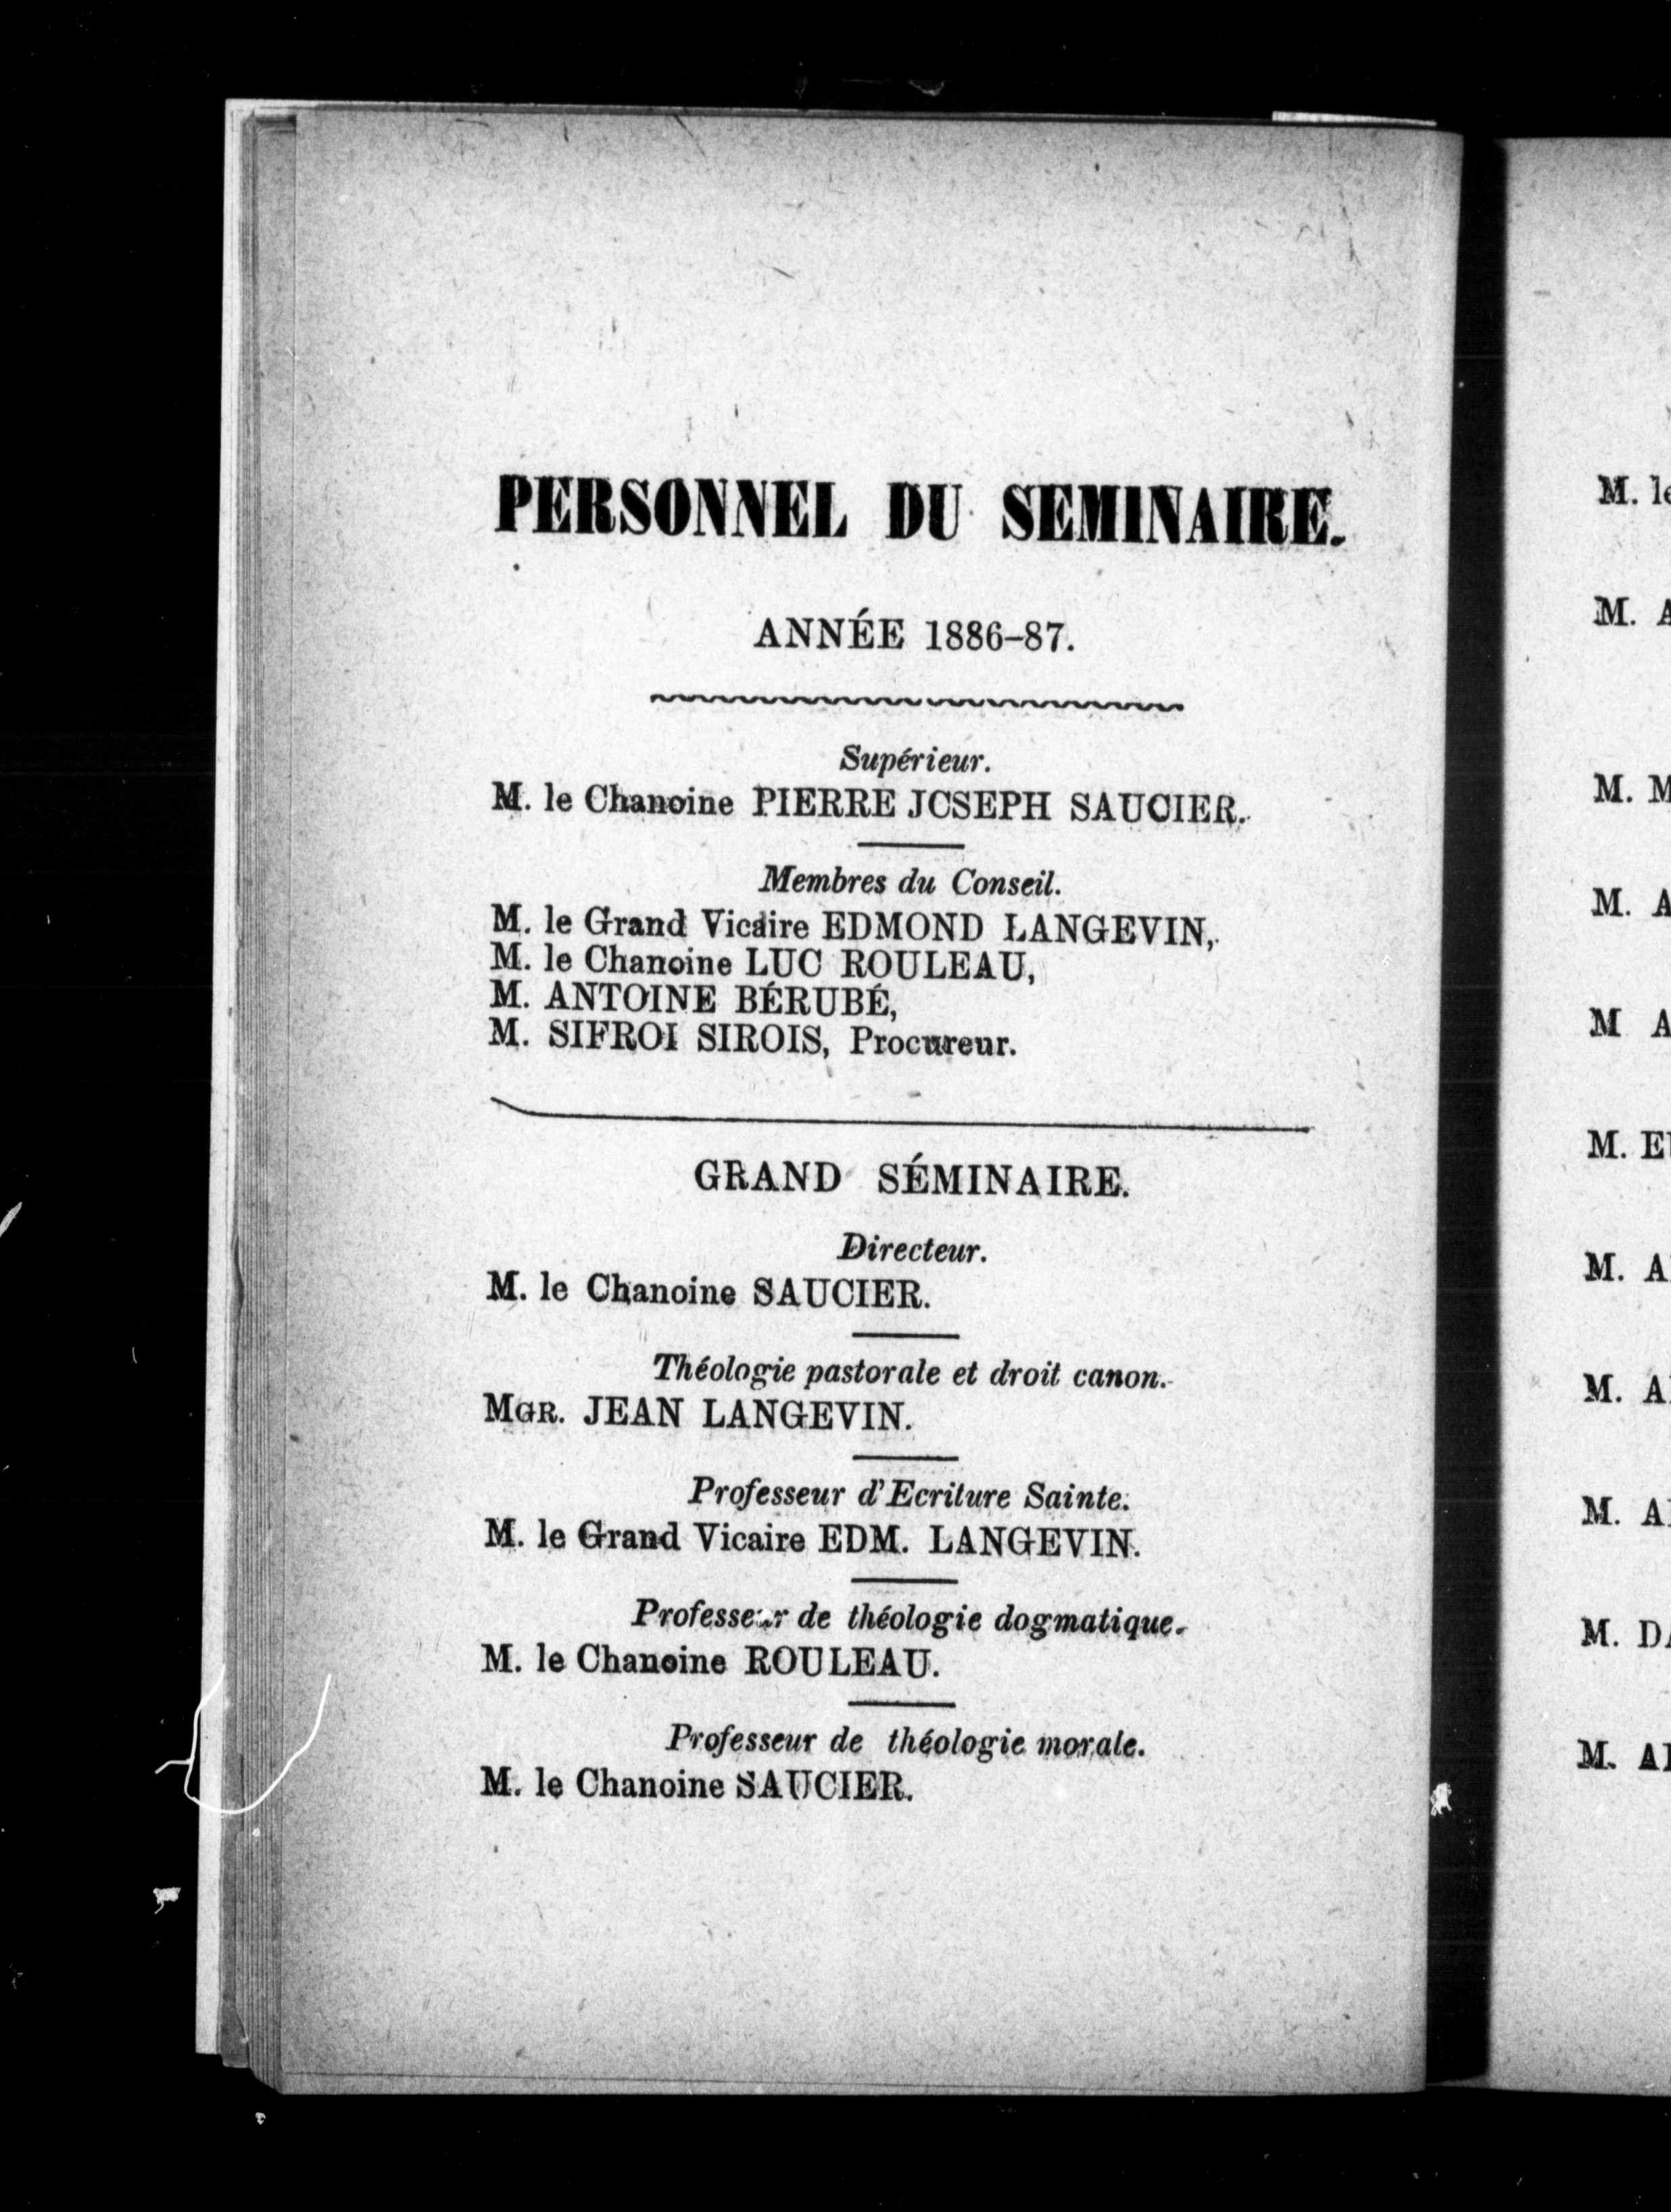 PERSONNEL DU SEMINAIRE.
ANNÉE 1886-87.
Supérieur.
M. le Chanoine PIERRE JOSEPH SAUCIER.
Membres du Conseil.
M. le Grand Vicaire EDMOND LANGEVIN,
M. le Chanoine LUC ROULEAU,
M. ANTOINE BÉRUBÉ,
M. SIFROI SIROIS, Procureur.
GRAND SÉMINAIRE.
Directeur.
M. le Chanoine SAUCIER.
Théologie pastorale et droit canon.
MGR. JEAN LANGEVIN.
Professeur d'Ecriture Sainte.
M. le Grand Vicaire EDM. LANGEVIN.
Professeur de théologie dogmatique.
M. le Chanoine ROULEAU.
Professeur de théologie morale.
M. le Chanoine SAUCIER.
M. le
M. A
M. M
M. A
M A
M.
M. A
M. A
M. A
M.
M.